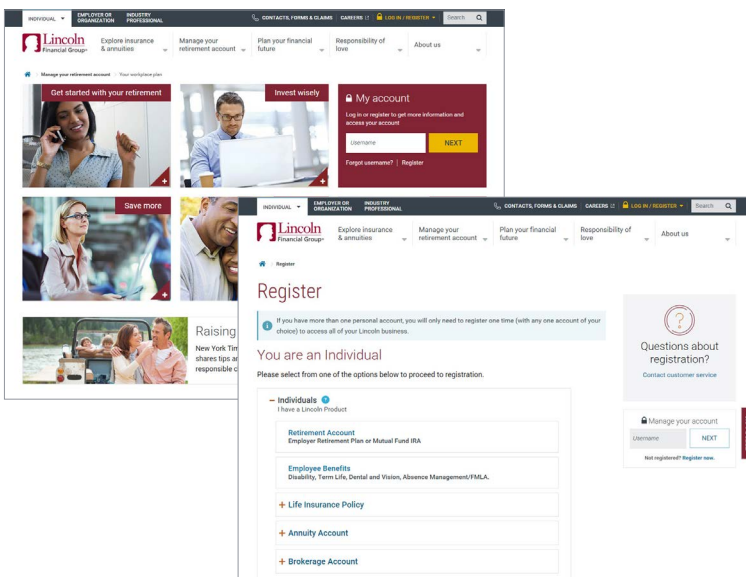 INDIVIDUAL
EMPLOYER OR ORGANIZATION
INDUSTRY PROFESSIONAL
CONTACTS, FORMS & CLAIMS
CAREERS
LOG IN / REGISTER
Search
Lincoln
Financial Group®
Explore insurance & annuities
Manage your retirement account
Plan your financial future
Responsibility of love
About us
Manage your retirement account
Your workplace plan
Get started with your retirement
Invest wisely
My account
Log in or register to get more information and
access your account
Username
NEXT
Forgot username? | Register
Save more
Raising
New York Tim
shares tips a
responsible c
INDIVIDUAL
EMPLOYER OR ORGANIZATION
INDUSTRY PROFESSIONAL
CONTACTS, FORMS & CLAIMS
CAREERS
LOG IN / REGISTER
Search
Lincoln
Financial Group®
Explore insurance & annuities
Manage your retirement account
Plan your financial future
Responsibility of love
About us
Register
Register
If you have more than one personal account, you will only need to register one time (with any one account of your
choice) to access all of your Lincoln business.
You are an Individual
Please select from one of the options below to proceed to registration.
Individuals
I have a Lincoln Product
Retirement Account
Employer Retirement Plan or Mutual Fund IRA
Employee Benefits
Disability, Term Life, Dental and Vision, Absence Management/FMLA.
+ Life Insurance Policy
+ Annuity Account
+ Brokerage Account
Questions about
registration?
Contact customer service
Manage your account
Username
NEXT
Not registered? Register now.